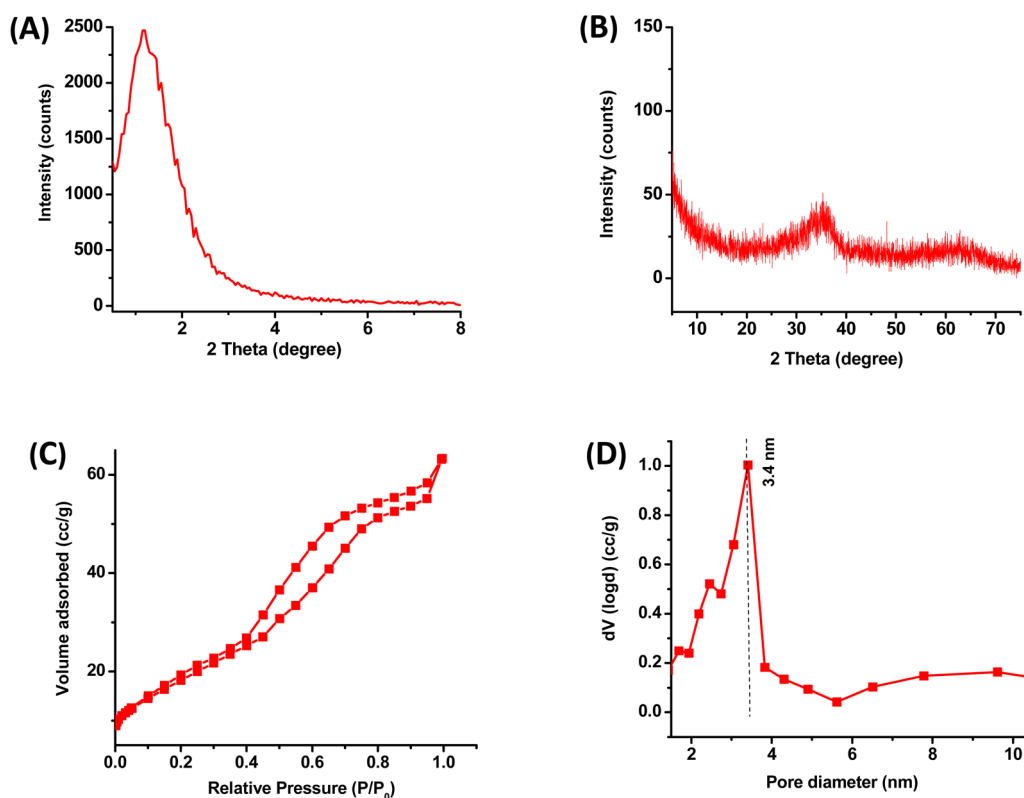 (A)
2500
2000
1500
1000
500
0
2 4 6 8
Intensity (counts)
2 Theta (degree)
(B)
150
100
50
0
10 20 30 40 50 60 70
Intensity (counts)
2 Theta (degree)
(C)
60
40
20
0.0 0.2 0.4 0.6 0.8 1.0
Volume adsorbed (cc/g)
Relative Pressure (P/P0)
(D)
3.4 nm
1.0
0.8
0.6
0.4
0.2
0.0
2 4 6 8 10
dV (logd) (cc/g)
Pore diameter (nm)